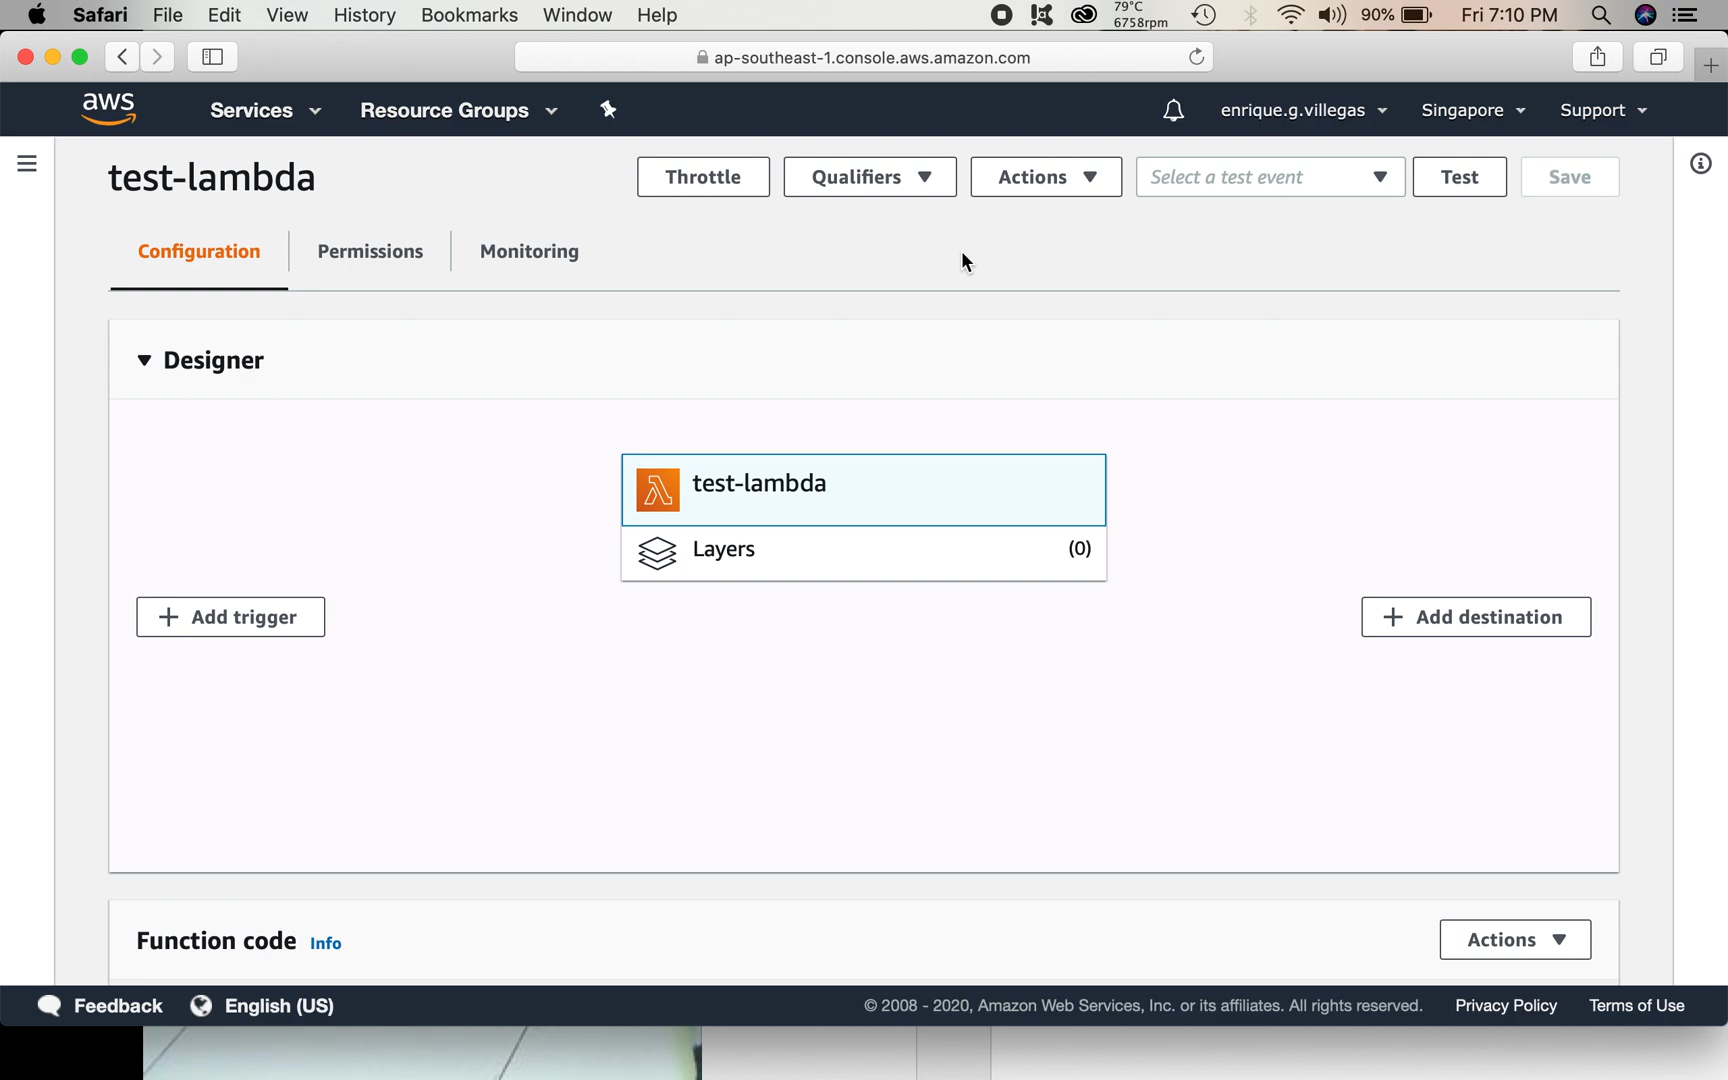 Safari File Edit View History Bookmarks Window Help 79°C 6758rpm 90% Fri 7:10 PM
ap-southeast-1.console.aws.amazon.com
aws Services Resource Groups enrique.g.villegas Singapore Support
test-lambda Throttle Qualifiers Actions Select a test event Test Save
Configuration Permissions Monitoring
Designer
test-lambda
Layers (0)
+ Add trigger + Add destination
Function code Info Actions
Feedback English (US) © 2008 - 2020, Amazon Web Services, Inc. or its affiliates. All rights reserved. Privacy Policy Terms of Use